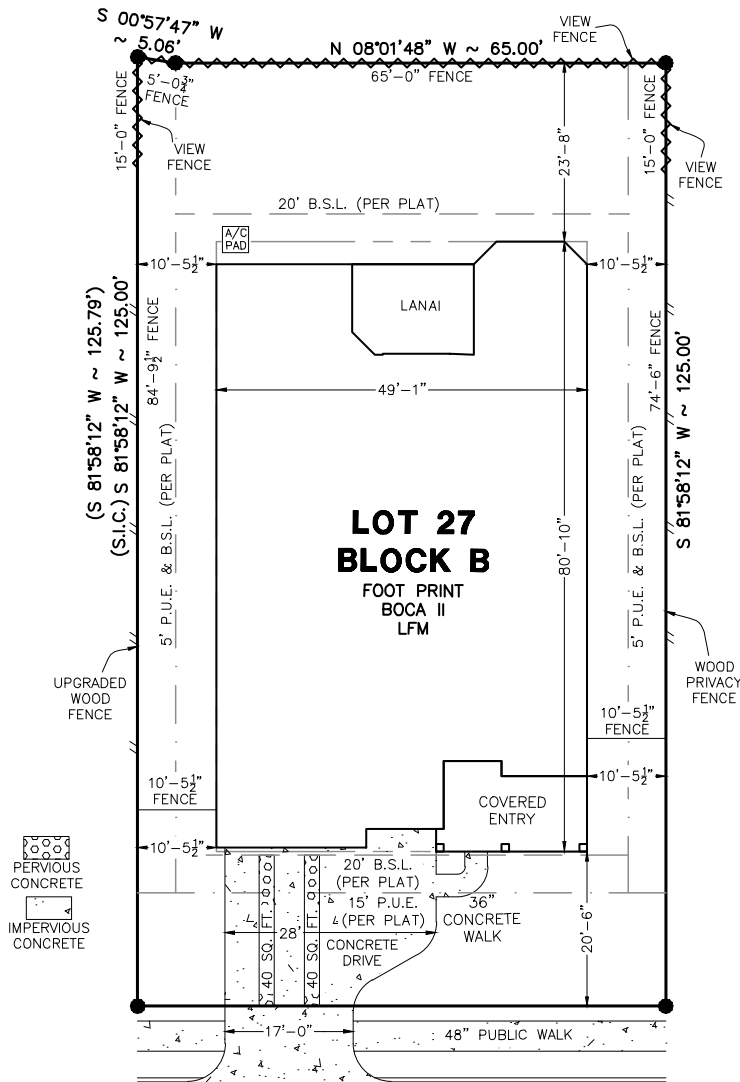 S 00°57'47" W
~ 5.06'
N 08°01'48" W ~ 65.00'
VIEW
FENCE
65'-0" FENCE
5'-0¾"
FENCE
15'-0" FENCE
VIEW
FENCE
23'-8"
15'-0" FENCE
VIEW
FENCE
20' B.S.L. (PER PLAT)
A/C
PAD
10'-5½"
10'-5½"
LANAI
(S 81°58'12" W ~ 125.79')
(S.I.C.) S 81°58'12" W ~ 125.00'
84'-9½" FENCE
49'-1"
74'-6" FENCE
S 81°58'12" W ~ 125.00'
5' P.U.E. & B.S.L. (PER PLAT)
LOT 27
BLOCK B
FOOT PRINT
BOCA II
LFM
80'-10"
5' P.U.E. & B.S.L. (PER PLAT)
UPGRADED
WOOD
FENCE
WOOD
PRIVACY
FENCE
10'-5½"
FENCE
10'-5½"
10'-5½"
FENCE
COVERED
ENTRY
10'-5½"
PERVIOUS
CONCRETE
IMPERVIOUS
CONCRETE
20' B.S.L.
(PER PLAT)
15' P.U.E.
(PER PLAT)
36"
CONCRETE
WALK
28'
CONCRETE
DRIVE
40 SQ. FT.
40 SQ. FT.
20'-6"
17'-0"
48" PUBLIC WALK